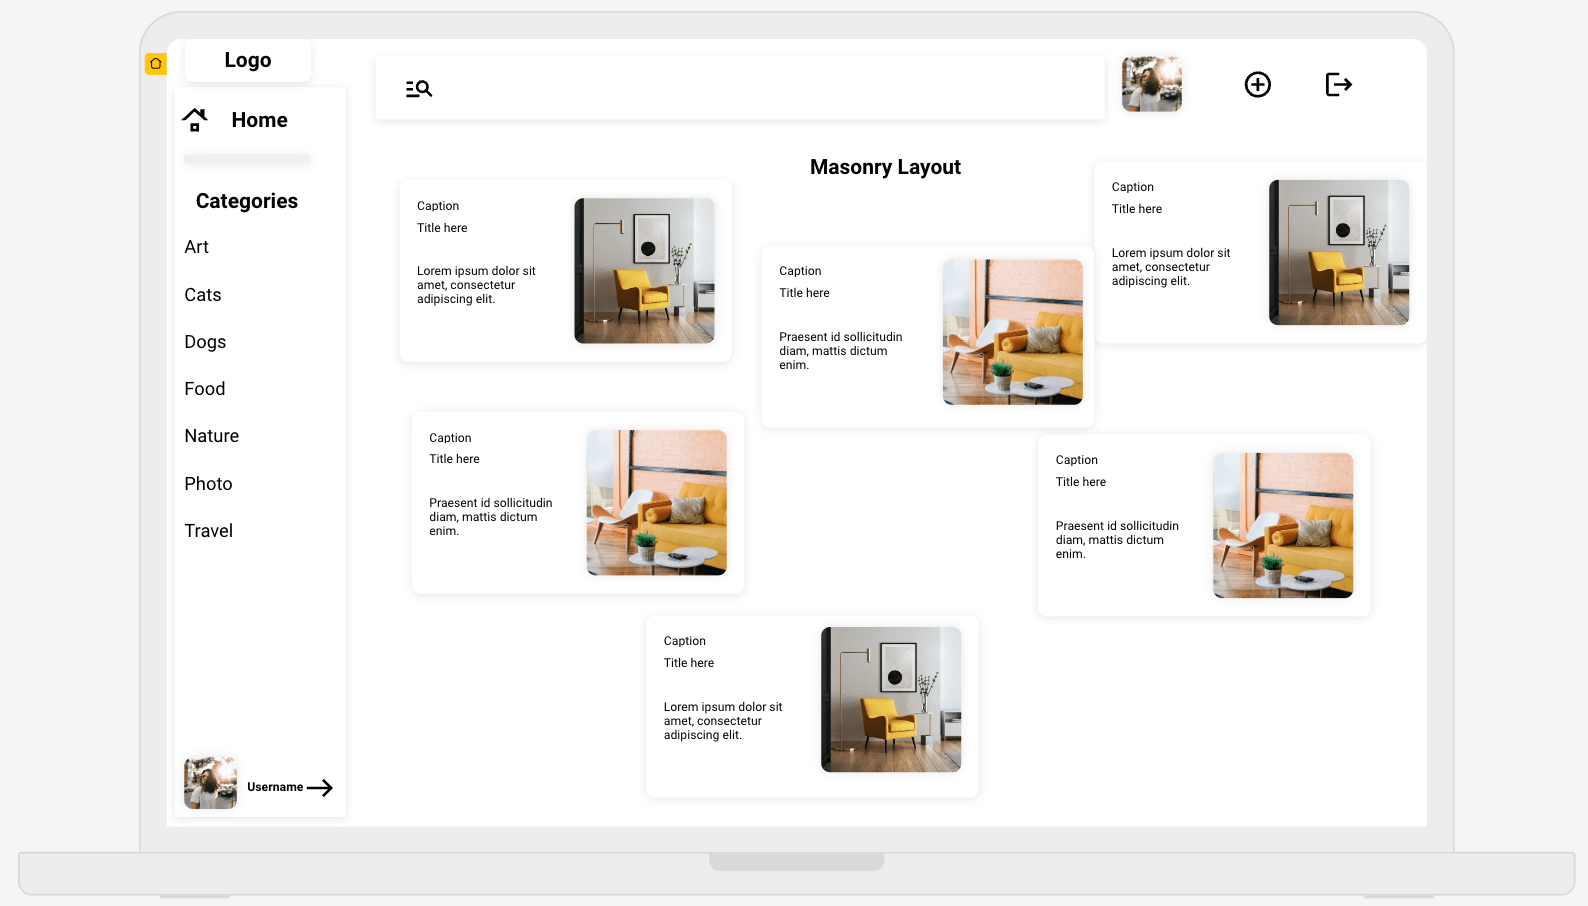 Logo
Home
Categories
Art
Cats
Dogs
Food
Nature
Photo
Travel
Username
Masonry Layout
Caption
Title here
Lorem ipsum dolor sit
amet, consectetur
adipiscing elit.
Caption
Title here
Praesent id sollicitudin
diam, mattis dictum
enim.
Caption
Title here
Lorem ipsum dolor sit
amet, consectetur
adipiscing elit.
Caption
Title here
Praesent id sollicitudin
diam, mattis dictum
enim.
Caption
Title here
Praesent id sollicitudin
diam, mattis dictum
enim.
Caption
Title here
Lorem ipsum dolor sit
amet, consectetur
adipiscing elit.